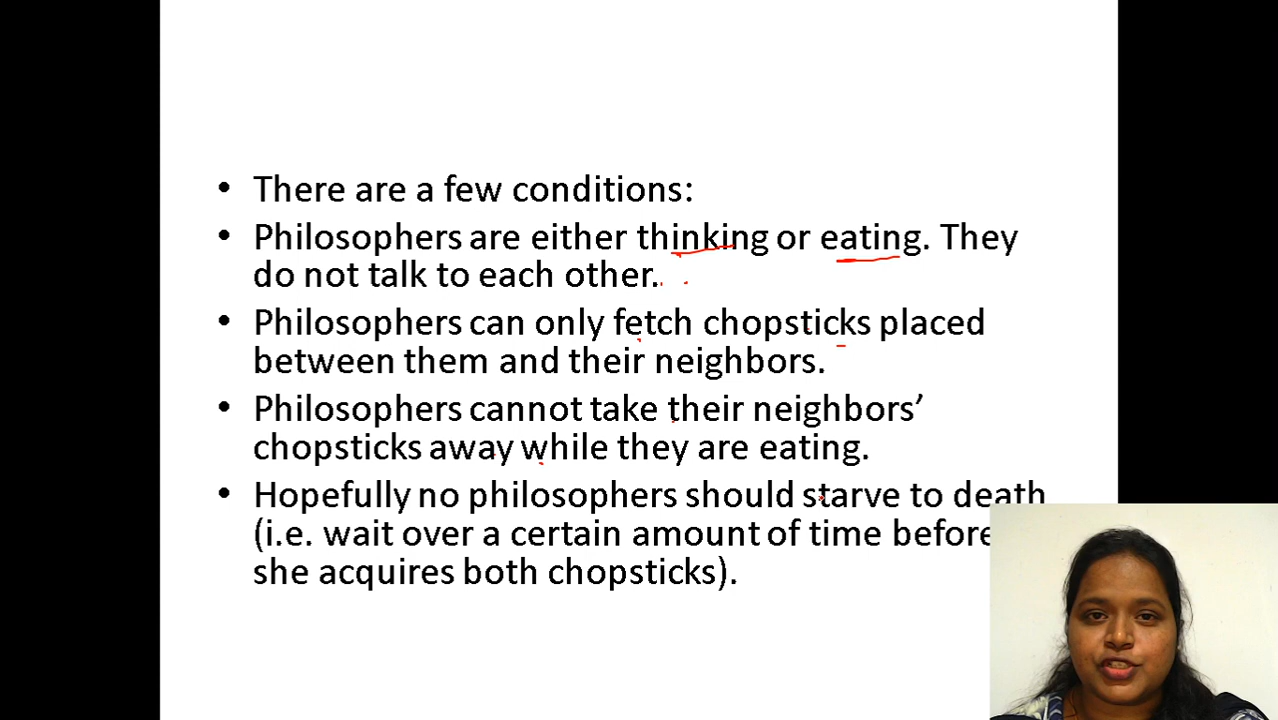 • There are a few conditions:
• Philosophers are either thinking or eating. They
do not talk to each other.
• Philosophers can only fetch chopsticks placed
between them and their neighbors.
• Philosophers cannot take their neighbors’
chopsticks away while they are eating.
• Hopefully no philosophers should starve to death
(i.e. wait over a certain amount of time before
she acquires both chopsticks).